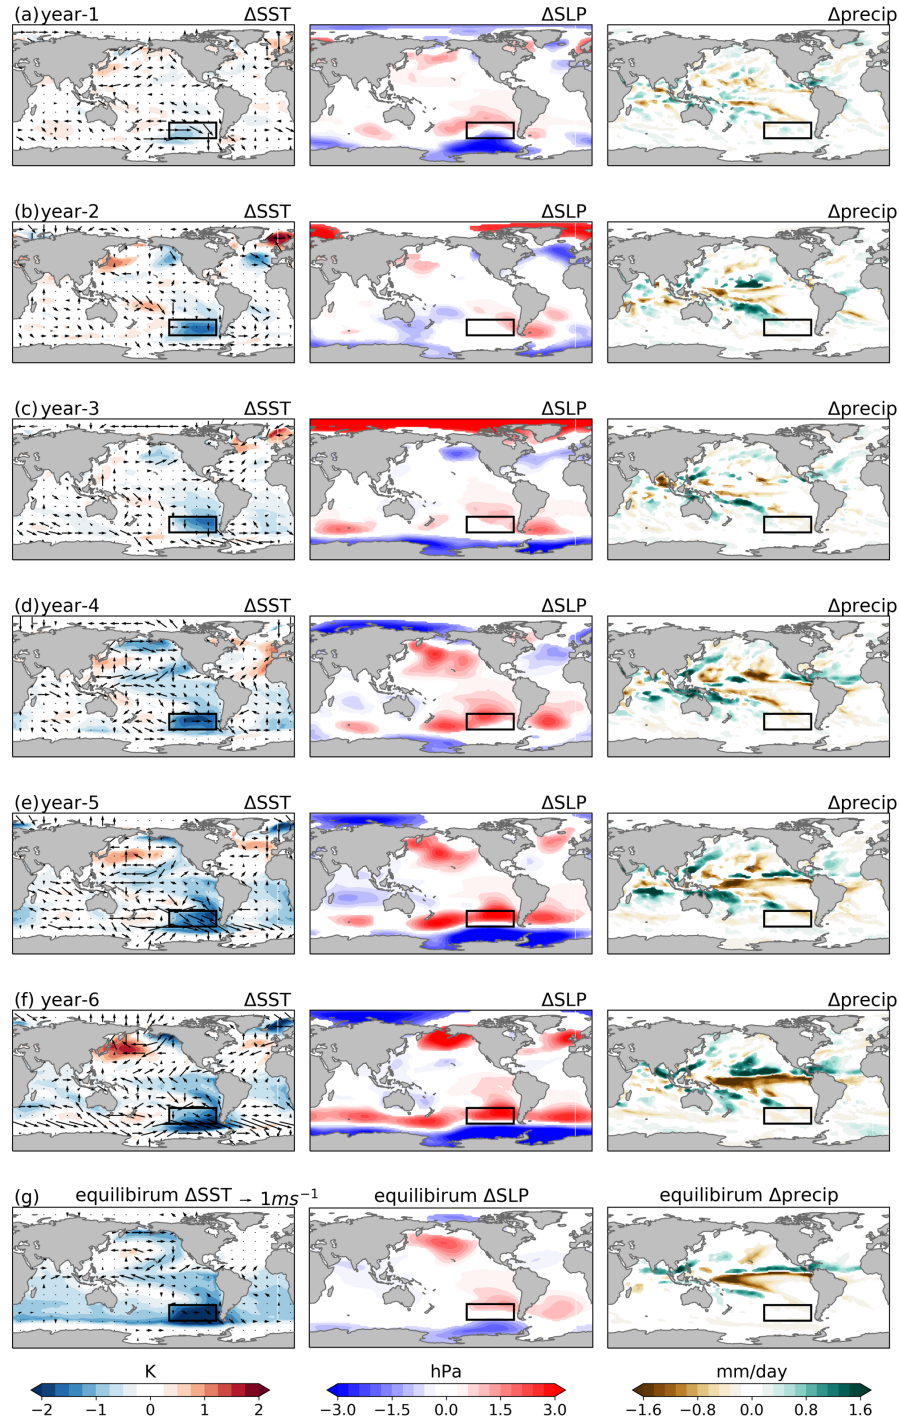 (a) year-1 ΔSST ΔSLP Δprecip
(b) year-2 ΔSST ΔSLP Δprecip
(c) year-3 ΔSST ΔSLP Δprecip
(d) year-4 ΔSST ΔSLP Δprecip
(e) year-5 ΔSST ΔSLP Δprecip
(f) year-6 ΔSST ΔSLP Δprecip
(g) equilibirum ΔSST → 1ms⁻¹ equilibirum ΔSLP equilibirum Δprecip
K hPa mm/day
−2 −1 0 1 2 −3.0 −1.5 0.0 1.5 3.0 −1.6 −0.8 0.0 0.8 1.6